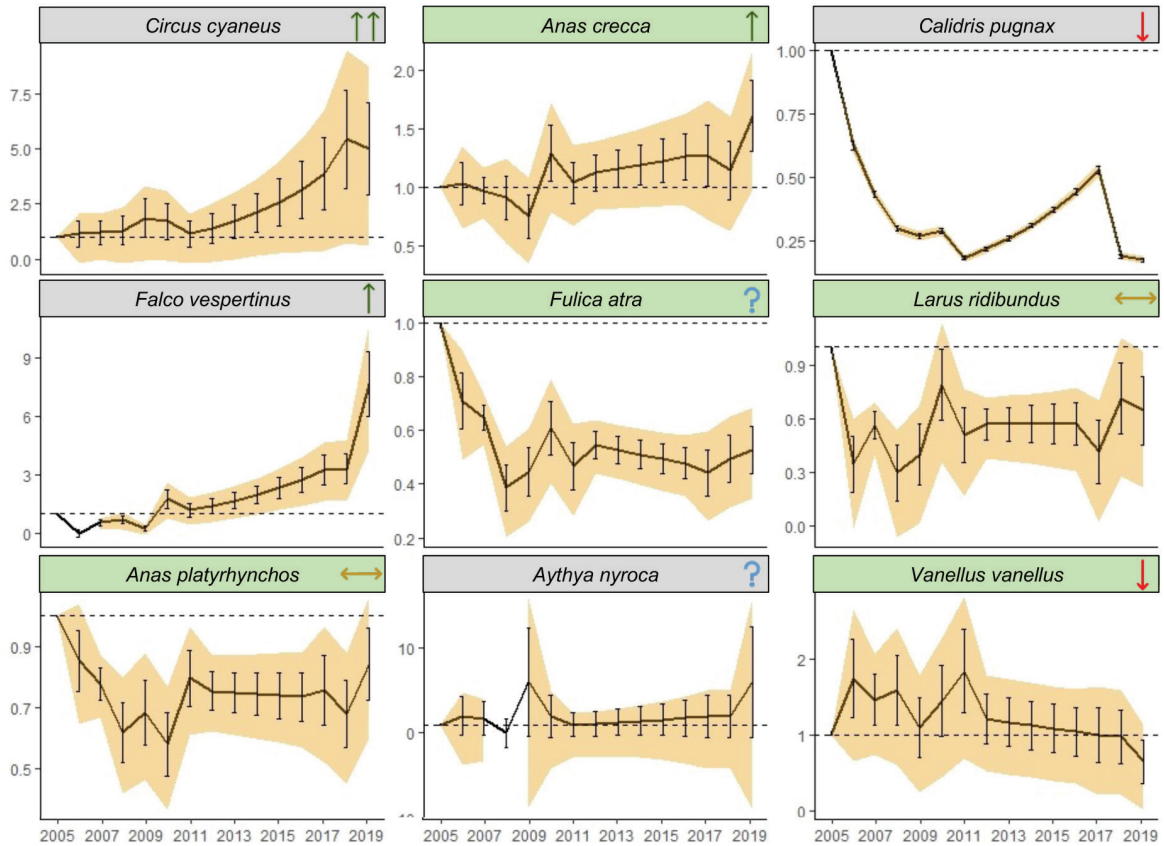 Circus cyaneus
Anas crecca
Calidris pugnax
7.5
5.0
2.5
0.0
2.0
1.5
1.0
0.5
1.00
0.75
0.50
0.25
Falco vespertinus
Fulica atra ?
Larus ridibundus
9
6
3
0
1.0
0.8
0.6
0.4
0.2
0.9
0.6
0.3
0.0
Anas platyrhynchos
Aythya nyroca ?
Vanellus vanellus
0.9
0.7
0.5
10
0
2
1
0
2005 2007 2009 2011 2013 2015 2017 2019
2005 2007 2009 2011 2013 2015 2017 2019
2005 2007 2009 2011 2013 2015 2017 2019